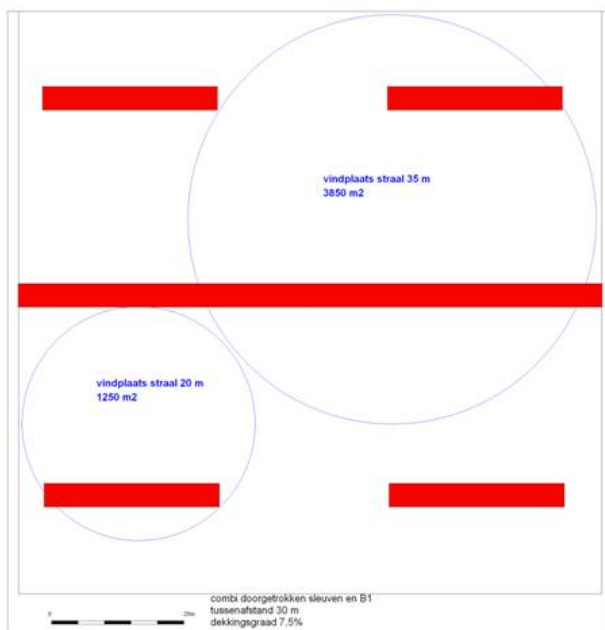 vindplaats straal 35 m
3850 m2
vindplaats straal 20 m
1250 m2
combi doorgetrokken sleuven en B1
tussenafstand 30 m
dekkingsgraad 7,5%
0 25m